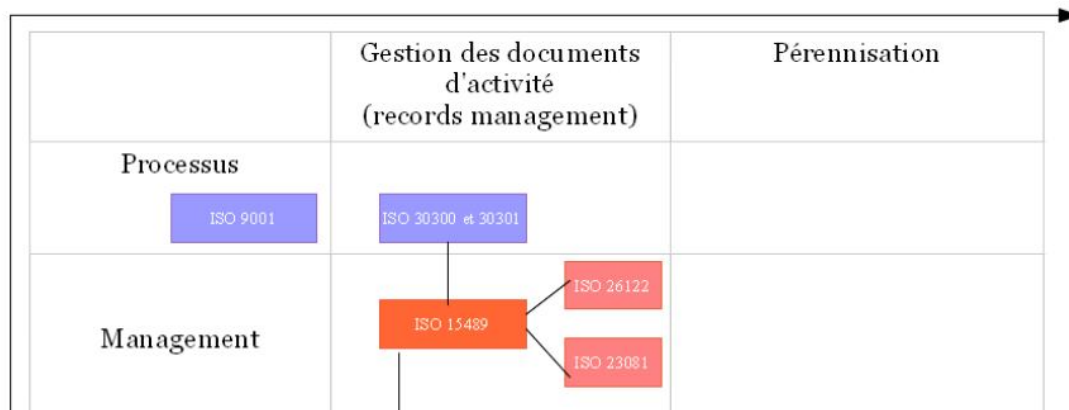 Gestion des documents
d'activité
(records management)
Pérennisation
Processus
ISO 9001
ISO 30300 et 30301
ISO 26122
ISO 15489
Management
ISO 23081